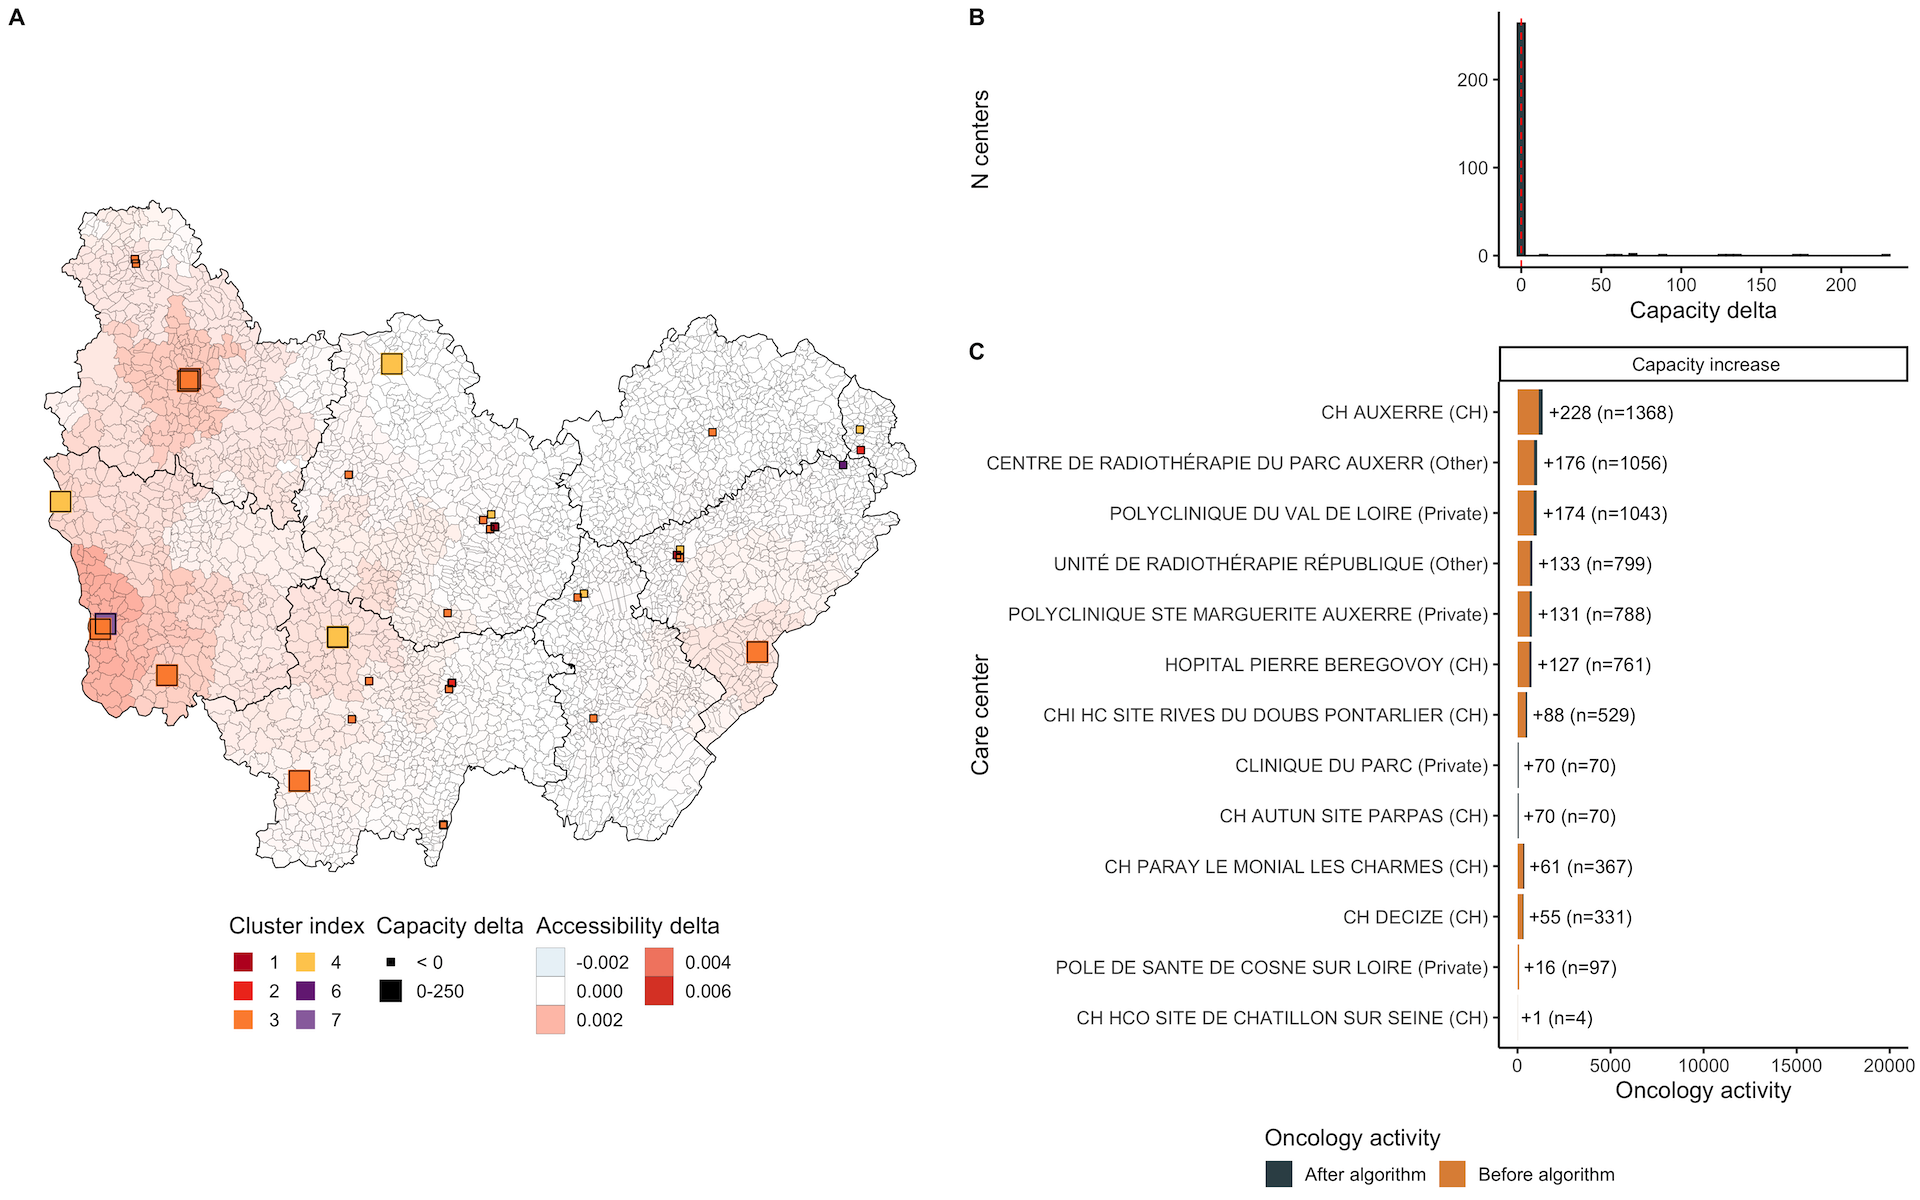 A
Cluster index
1
2
3
4
6
7
Capacity delta
< 0
0-250
Accessibility delta
-0.002
0.000
0.002
0.004
0.006
B
N centers
200
100
0
0
50
100
150
200
Capacity delta
C
Capacity increase
Care center
CH AUXERRE (CH)
+228 (n=1368)
CENTRE DE RADIOTHÉRAPIE DU PARC AUXERR (Other)
+176 (n=1056)
POLYCLINIQUE DU VAL DE LOIRE (Private)
+174 (n=1043)
UNITÉ DE RADIOTHÉRAPIE RÉPUBLIQUE (Other)
+133 (n=799)
POLYCLINIQUE STE MARGUERITE AUXERRE (Private)
+131 (n=788)
HOPITAL PIERRE BEREGOVOY (CH)
+127 (n=761)
CHI HC SITE RIVES DU DOUBS PONTARLIER (CH)
+88 (n=529)
CLINIQUE DU PARC (Private)
+70 (n=70)
CH AUTUN SITE PARPAS (CH)
+70 (n=70)
CH PARAY LE MONIAL LES CHARMES (CH)
+61 (n=367)
CH DECIZE (CH)
+55 (n=331)
POLE DE SANTE DE COSNE SUR LOIRE (Private)
+16 (n=97)
CH HCO SITE DE CHATILLON SUR SEINE (CH)
+1 (n=4)
0
5000
10000
15000
20000
Oncology activity
Oncology activity
After algorithm
Before algorithm